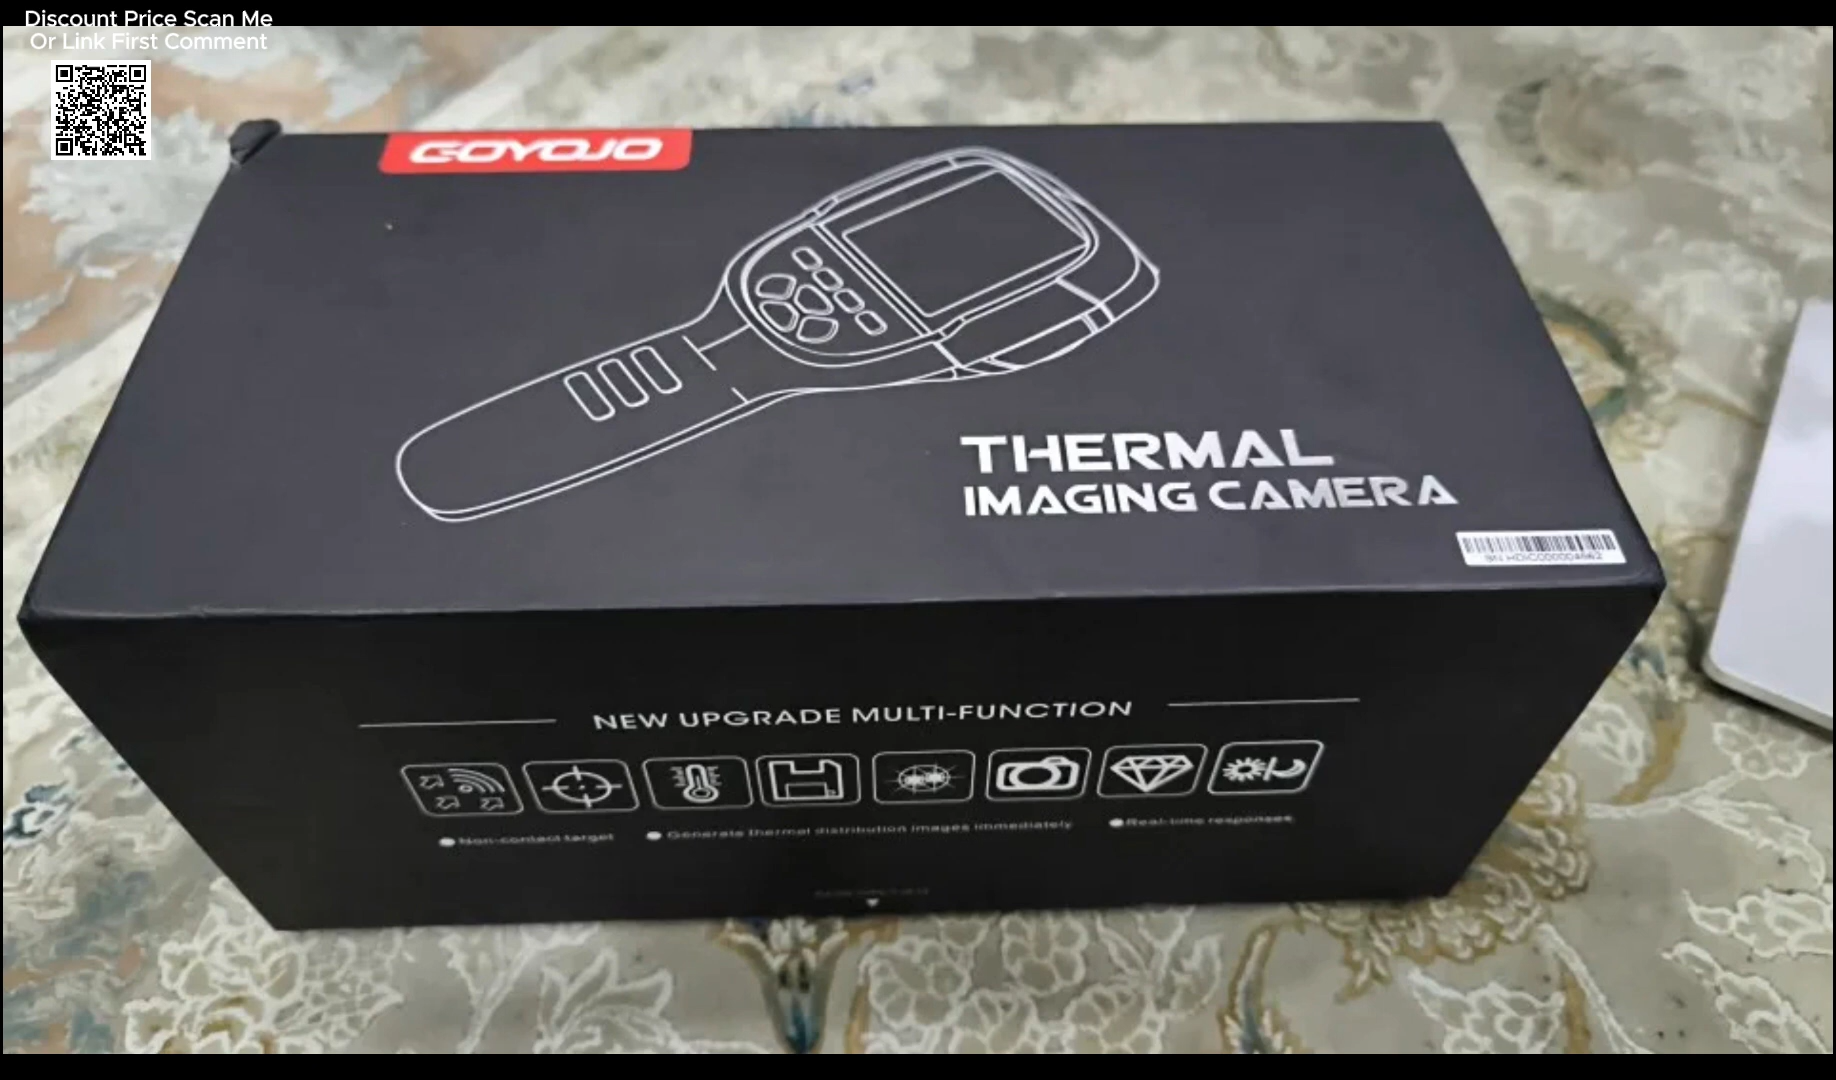 Discount Price Scan Me
Or Link First Comment
GOYOJO
THERMAL
IMAGING CAMERA
NEW UPGRADE MULTI-FUNCTION
Non-contact target
Generate thermal distribution images immediately
Real-time responses